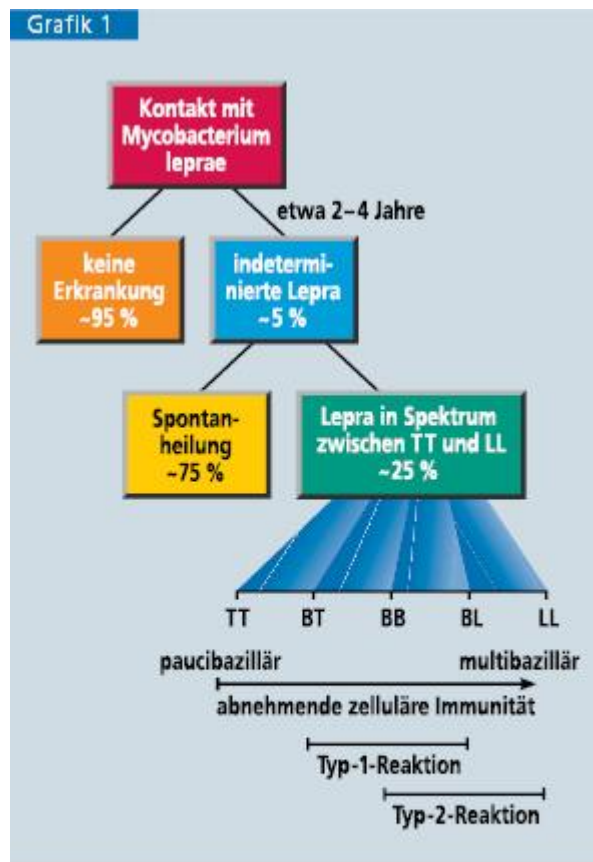 Grafik 1
Kontakt mit
Mycobacterium
leprae
etwa 2–4 Jahre
keine
Erkrankung
~95 %
indetermi-
nierte Lepra
~5 %
Spontan-
heilung
~75 %
Lepra in Spektrum
zwischen TT und LL
~25 %
TT BT BB BL LL
paucibazillär multibazillär
abnehmende zelluläre Immunität
Typ-1-Reaktion
Typ-2-Reaktion